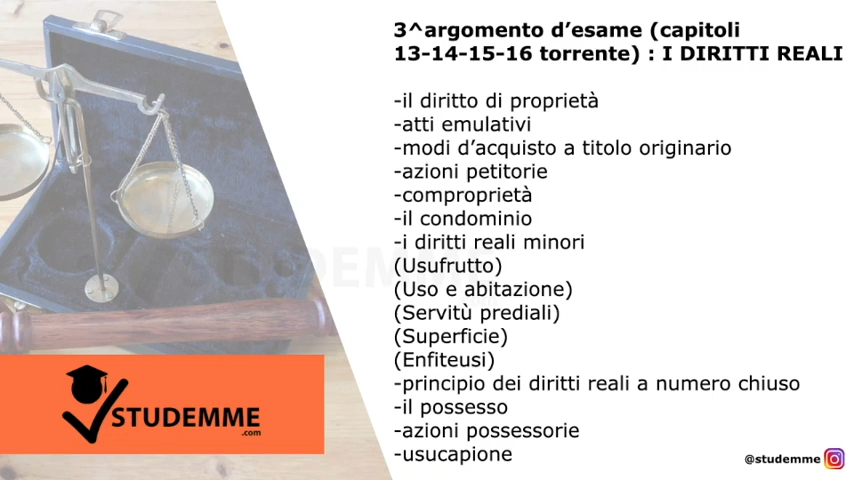 3^argomento d’esame (capitoli
13-14-15-16 torrente) : I DIRITTI REALI
-il diritto di proprietà
-atti emulativi
-modi d’acquisto a titolo originario
-azioni petitorie
-comproprietà
-il condominio
-i diritti reali minori
(Usufrutto)
(Uso e abitazione)
(Servitù prediali)
(Superficie)
(Enfiteusi)
-principio dei diritti reali a numero chiuso
-il possesso
-azioni possessorie
-usucapione
STUDEMME
.com
@studemme